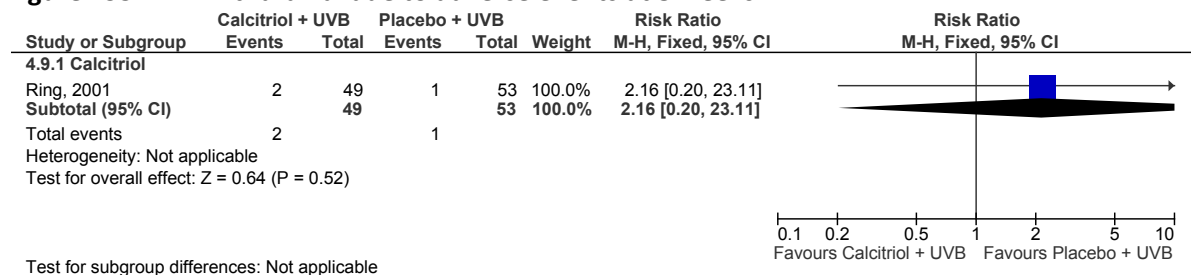 Calcitriol + UVB Placebo + UVB Risk Ratio Risk Ratio
Study or Subgroup Events Total Events Total Weight M-H, Fixed, 95% CI M-H, Fixed, 95% CI
4.9.1 Calcitriol
Ring, 2001 2 49 1 53 100.0% 2.16 [0.20, 23.11]
Subtotal (95% CI) 49 53 100.0% 2.16 [0.20, 23.11]
Total events 2 1
Heterogeneity: Not applicable
Test for overall effect: Z = 0.64 (P = 0.52)
0.1 0.2 0.5 1 2 5 10
Favours Calcitriol + UVB Favours Placebo + UVB
Test for subgroup differences: Not applicable